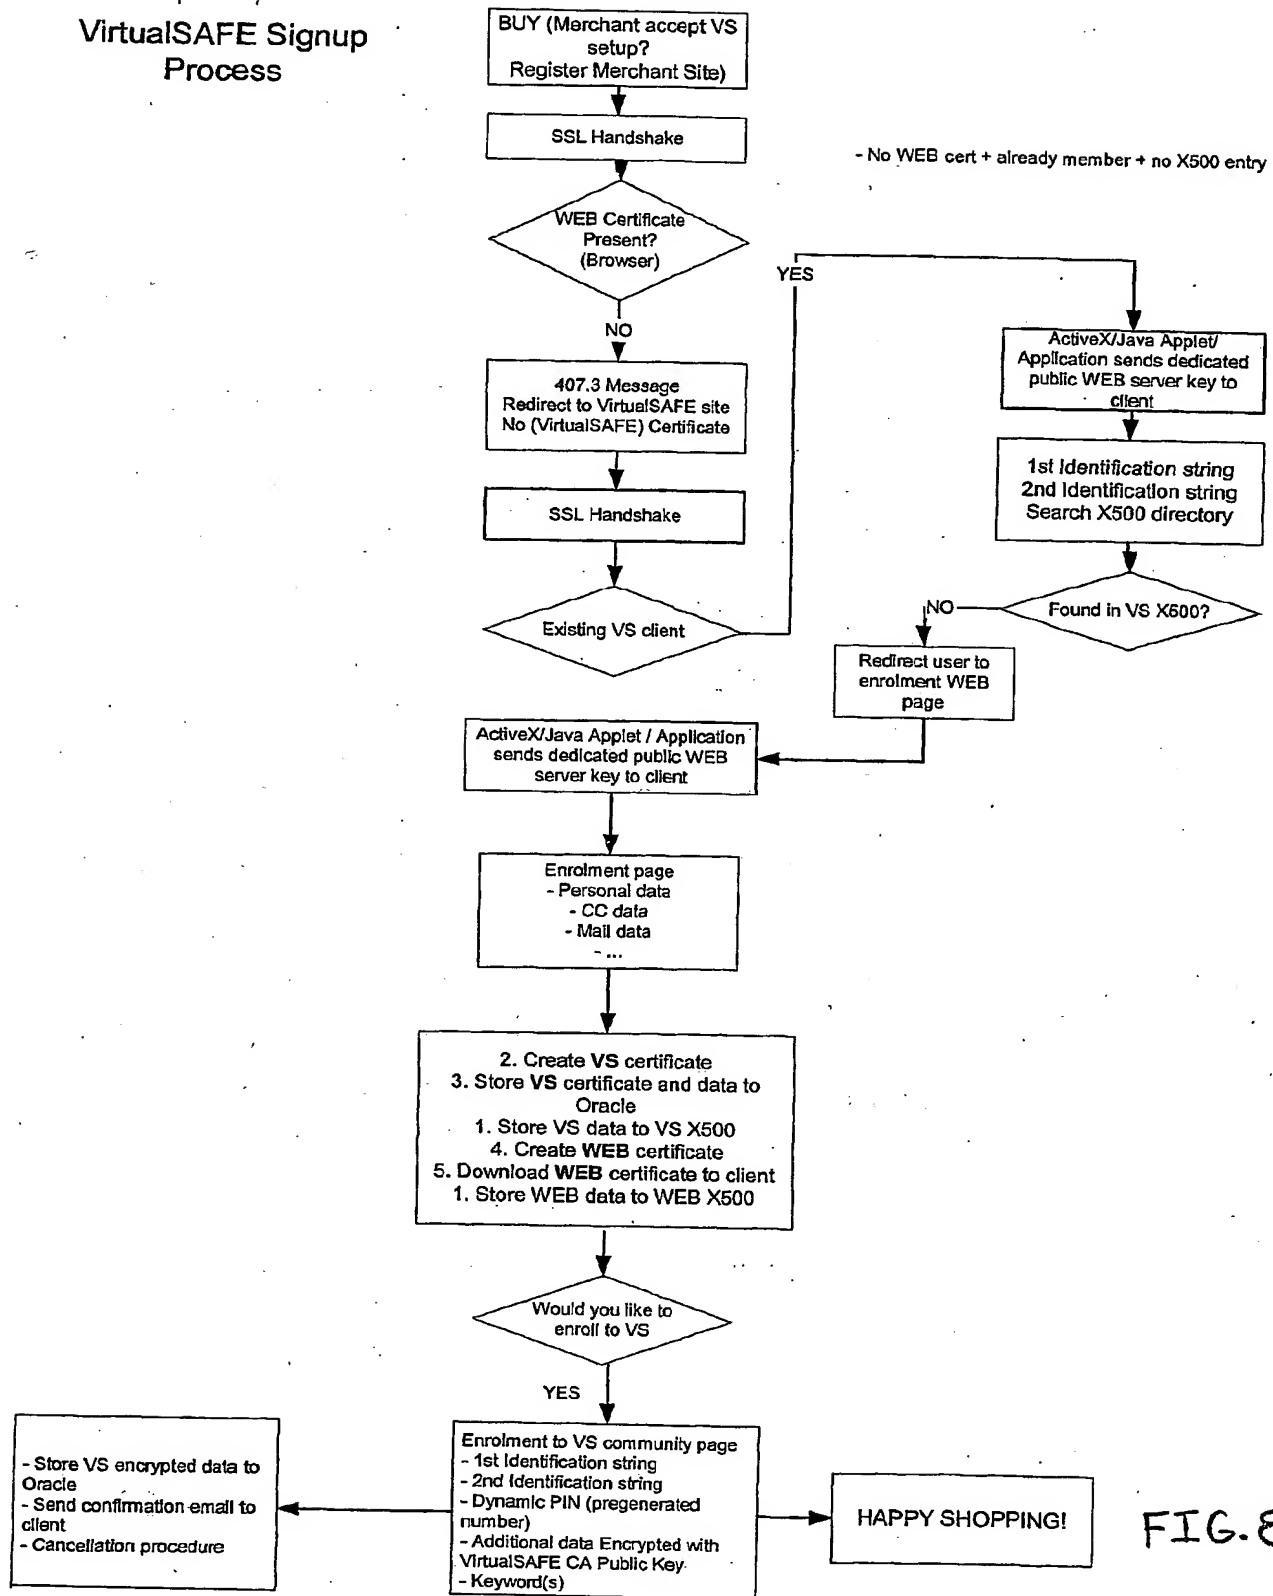 VirtualSAFE Signup
Process
BUY (Merchant accept VS
setup?
Register Merchant Site)
SSL Handshake
- No WEB cert + already member + no X500 entry
WEB Certificate
Present?
(Browser)
YES
NO
ActiveX/Java Applet/
Application sends dedicated
public WEB server key to
client
407.3 Message
Redirect to VirtualSAFE site
No (VirtualSAFE) Certificate
1st Identification string
2nd Identification string
Search X500 directory
SSL Handshake
Existing VS client
NO
Found in VS X500?
Redirect user to
enrolment WEB
page
ActiveX/Java Applet / Application
sends dedicated public WEB
server key to client
Enrolment page
- Personal data
- CC data
- Mail data
- ...
2. Create VS certificate
3. Store VS certificate and data to
Oracle
1. Store VS data to VS X500
4. Create WEB certificate
5. Download WEB certificate to client
1. Store WEB data to WEB X500
Would you like to
enroll to VS
YES
- Store VS encrypted data to
Oracle
- Send confirmation email to
client
- Cancellation procedure
Enrolment to VS community page
- 1st Identification string
- 2nd Identification string
- Dynamic PIN (pregenerated
number)
- Additional data Encrypted with
VirtualSAFE CA Public Key
- Keyword(s)
HAPPY SHOPPING!
FIG. 8